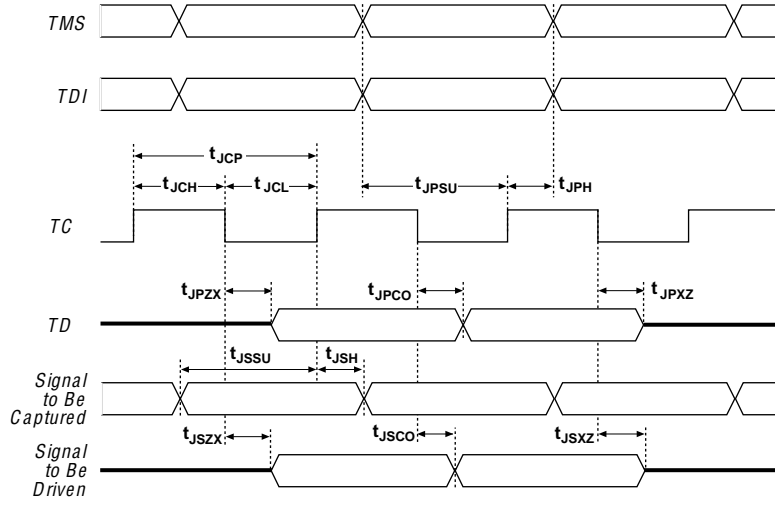 TMS
TDI
tJCP
tJCH
tJCL
tJPSU
tJPH
TC
tJPZX
tJPCO
tJPXZ
TD
tJSSU
tJSH
Signal
to Be
Captured
tJSZX
tJSCO
tJSXZ
Signal
to Be
Driven